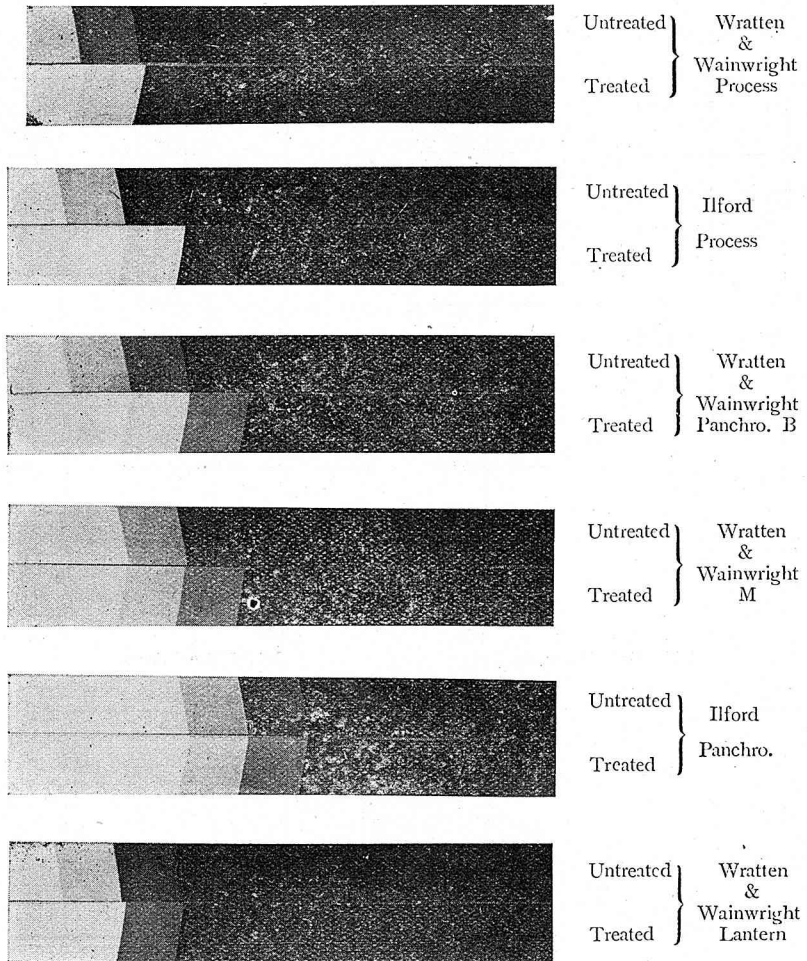 Untreated
Treated
Wratten
&
Wainwright
Process
Untreated
Treated
Ilford
Process
Untreated
Treated
Wratten
&
Wainwright
Panchro. B
Untreated
Treated
Wratten
&
Wainwright
M
Untreated
Treated
Ilford
Panchro.
Untreated
Treated
Wratten
&
Wainwright
Lantern